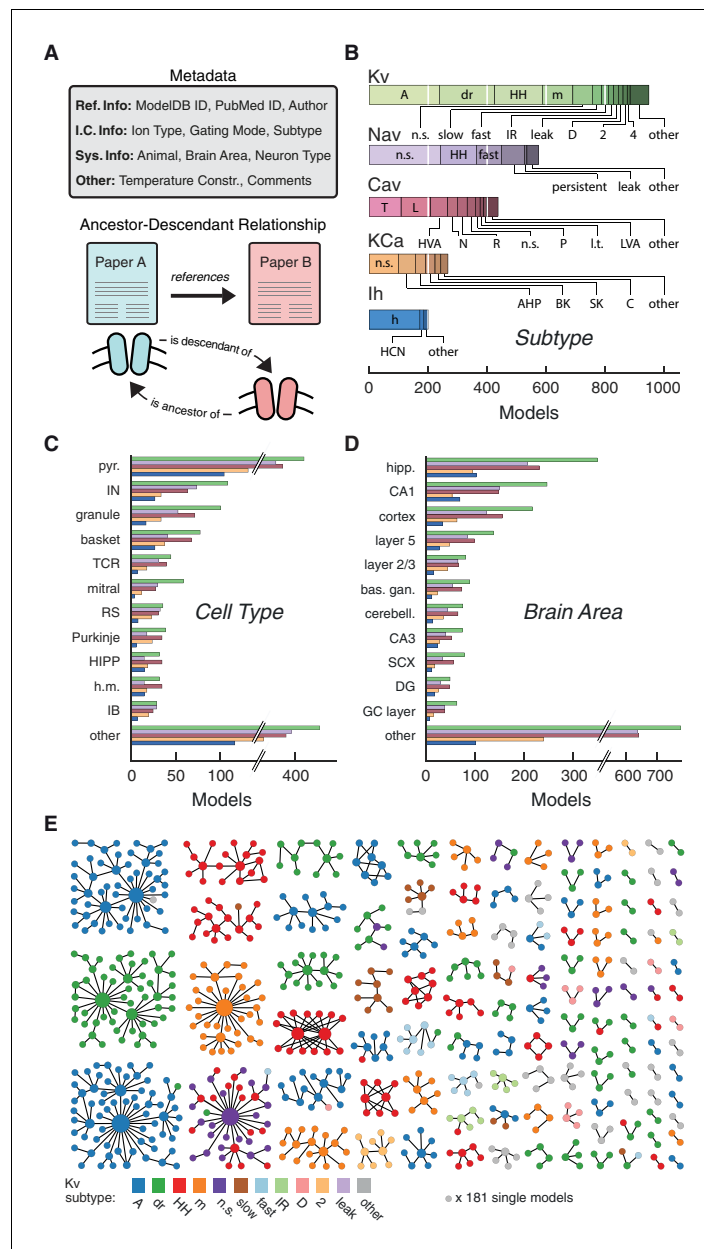 A
Metadata
Ref. Info: ModelDB ID, PubMed ID, Author
I.C. Info: Ion Type, Gating Mode, Subtype
Sys. Info: Animal, Brain Area, Neuron Type
Other: Temperature Constr., Comments
Ancestor-Descendant Relationship
Paper A
references
Paper B
is descendant of
is ancestor of
B
Kv
A dr HH m
n.s. slow fast IR leak D 2 4 other
Nav
n.s. HH fast
persistent leak other
Cav
T L
HVA N R n.s. P l.t. LVA other
KCa
n.s.
AHP BK SK C other
Ih
h
HCN other
Subtype
0 200 400 600 800 1000
Models
C
pyr.
IN
granule
basket
TCR
mitral
RS
Purkinje
HIPP
h.m.
IB
other
Cell Type
0 50 100 400
Models
D
hipp.
CA1
cortex
layer 5
layer 2/3
bas. gan.
cerebell.
CA3
SCX
DG
GC layer
other
Brain Area
0 100 200 300 600 700
Models
E
Kv
subtype:
A dr HH m n.s. slow fast IR D 2 leak other
x 181 single models